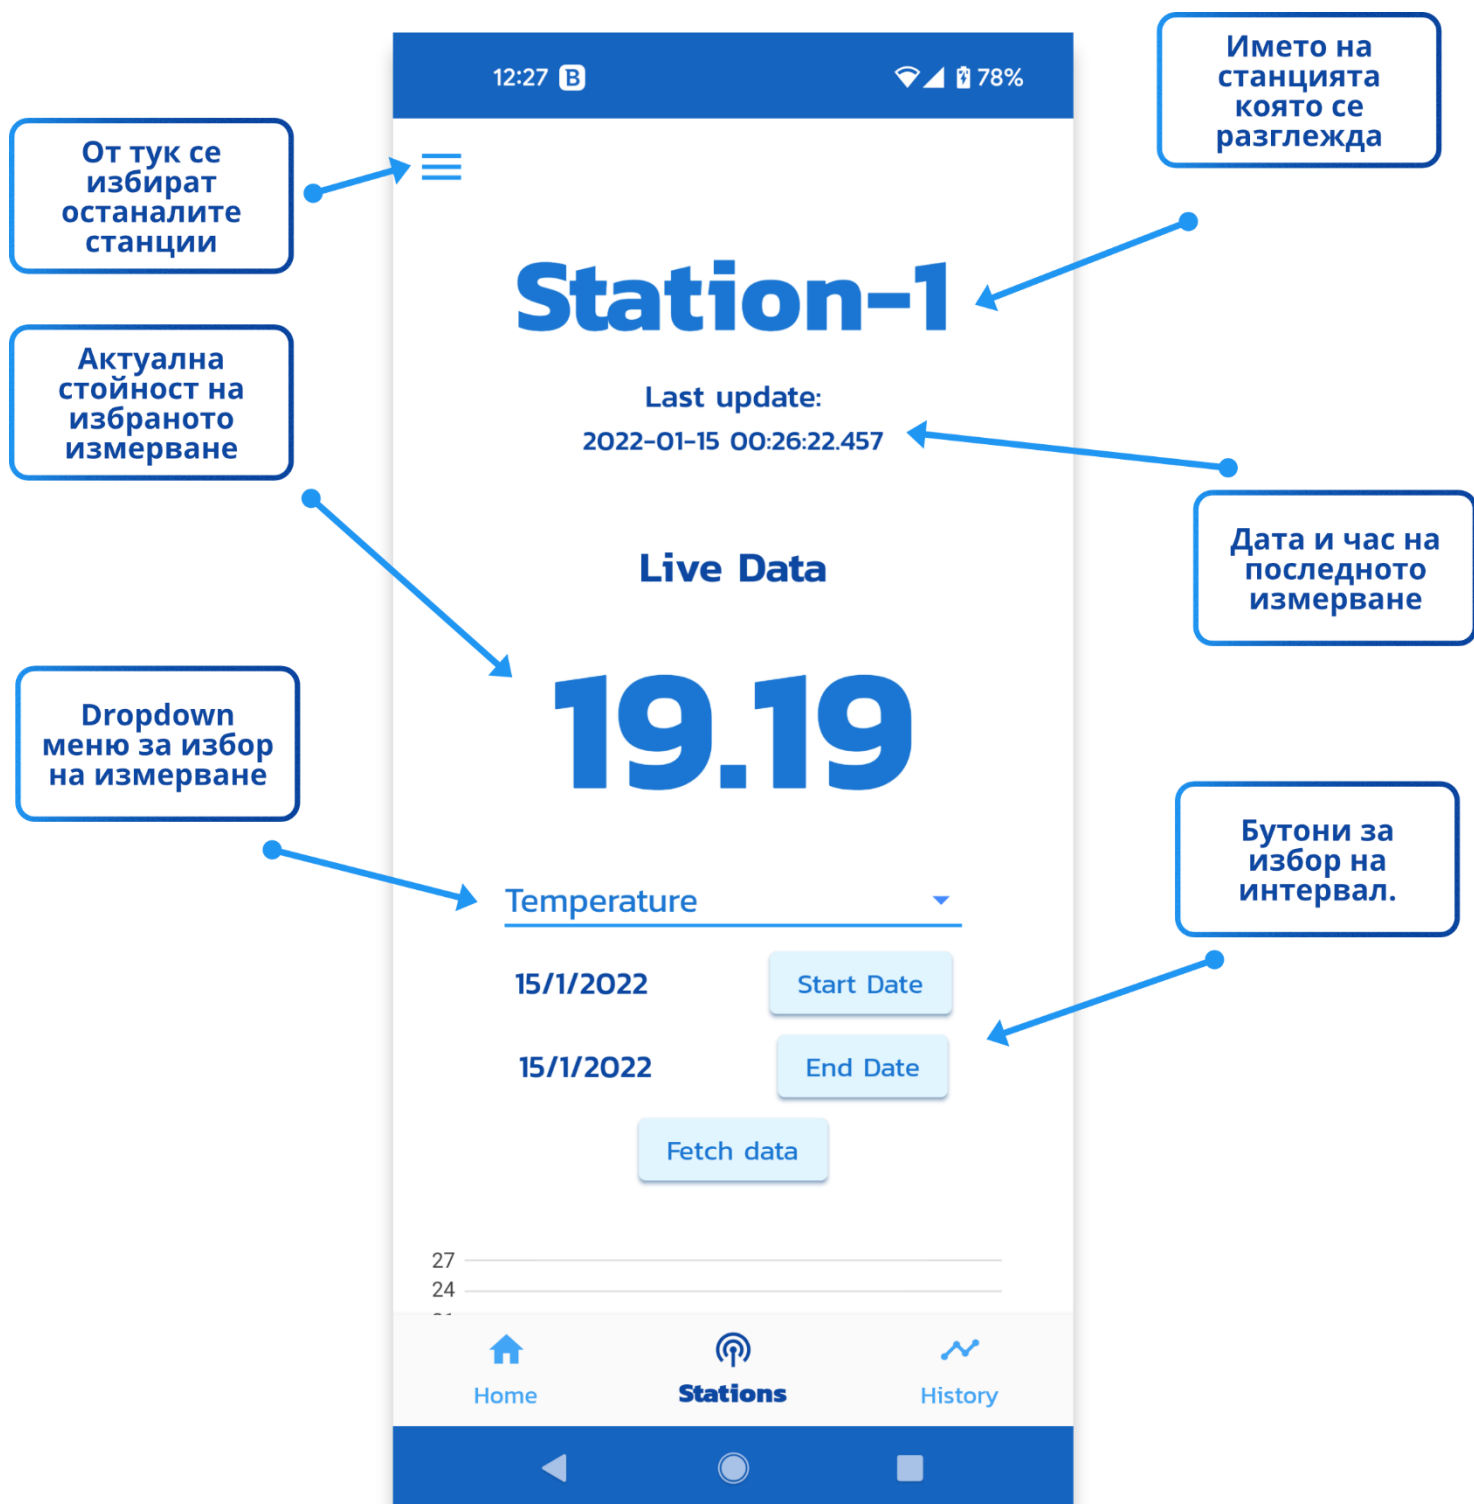 12:27 B 78%
Името на
станцията
която се
разглежда
От тук се
избират
останалите
станции
Station-1
Актуална
стойност на
избраното
измерване
Last update:
2022-01-15 00:26:22.457
Дата и час на
последното
измерване
Live Data
19.19
Dropdown
меню за избор
на измерване
Бутони за
избор на
интервал.
Temperature
15/1/2022 Start Date
15/1/2022 End Date
Fetch data
27
24
Home Stations History